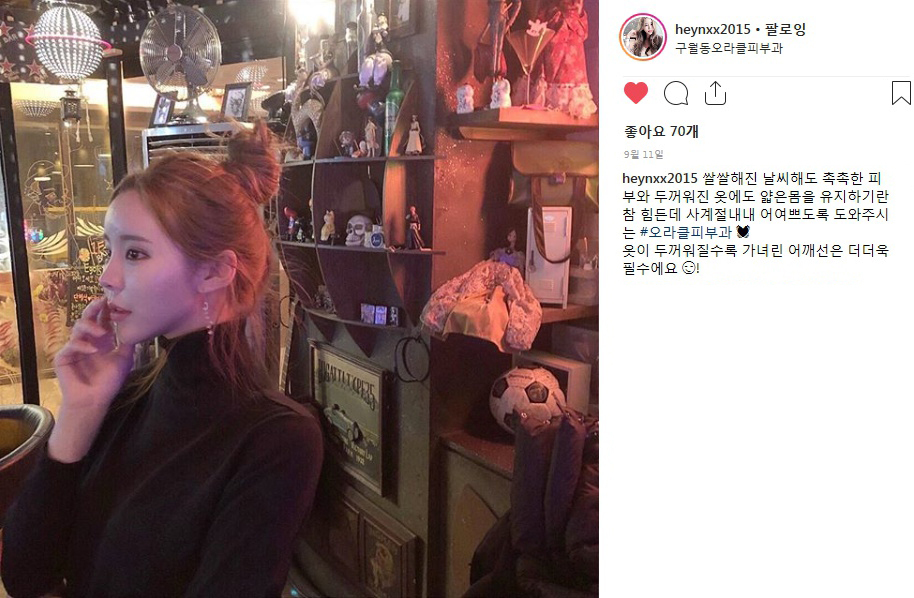 heynxx2015 • 팔로잉
구월동오라클피부과
좋아요 70개
9월 11일
heynxx2015 쌀쌀해진 날씨해도 촉촉한 피
부와 두꺼워진 옷에도 얇은몸을 유지하기란
참 힘든데 사계절내내 어여쁘도록 도와주시
는 #오라클피부과
옷이 두꺼워질수록 가녀린 어깨선은 더더욱
필수에요 !